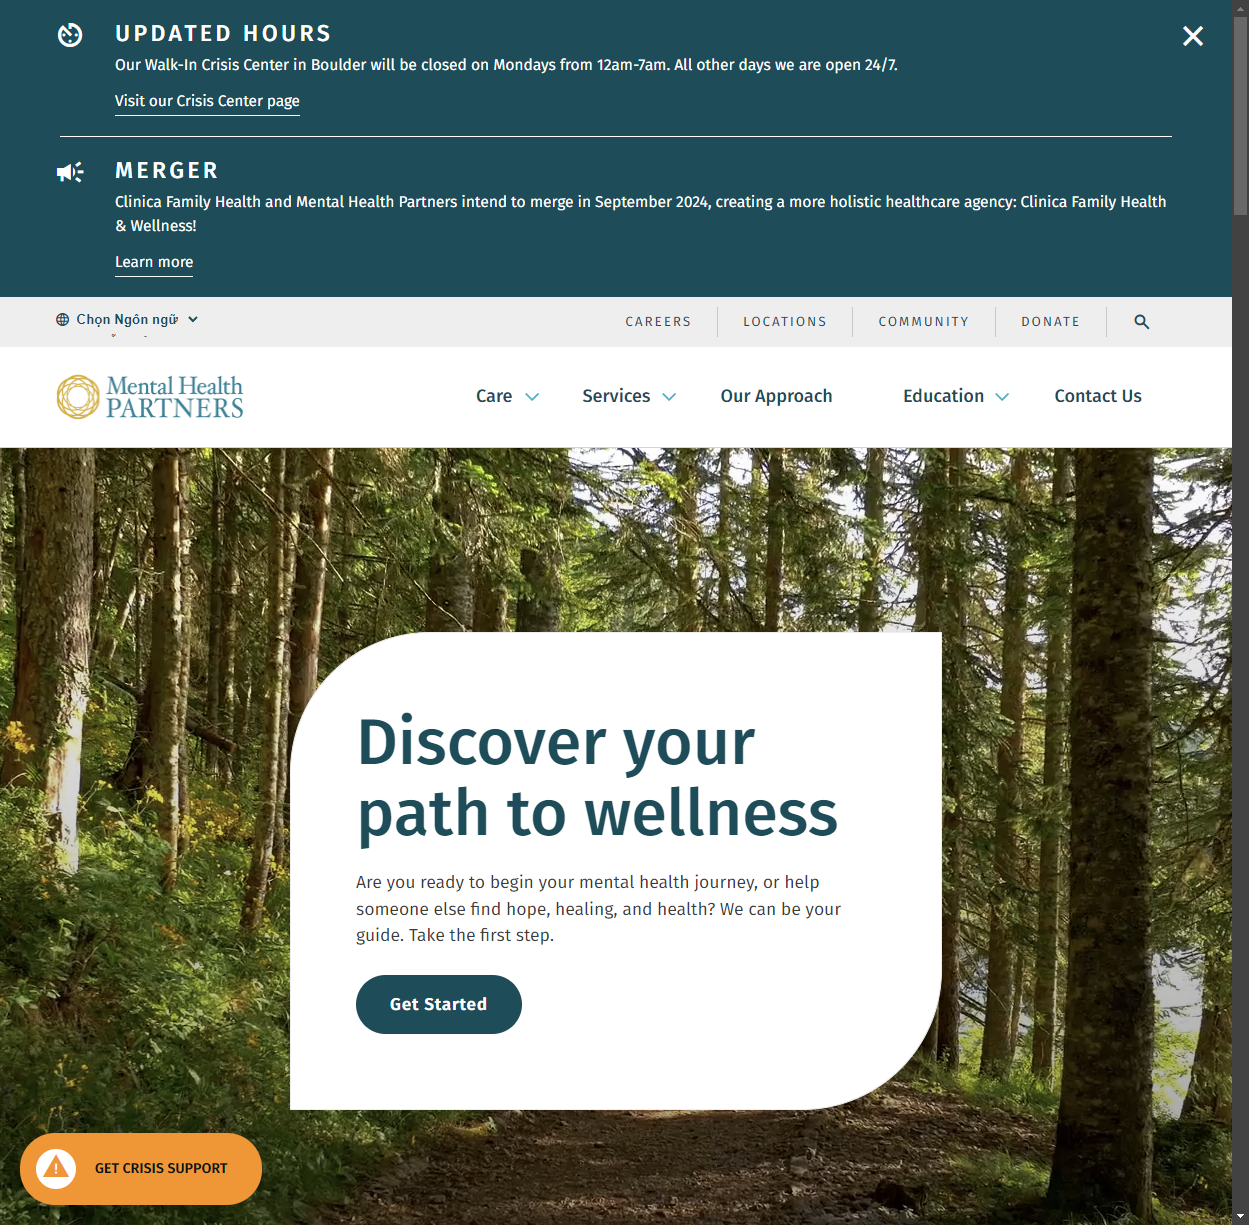 UPDATED HOURS
Our Walk-In Crisis Center in Boulder will be closed on Mondays from 12am-7am. All other days we are open 24/7.
Visit our Crisis Center page
MERGER
Clinica Family Health and Mental Health Partners intend to merge in September 2024, creating a more holistic healthcare agency: Clinica Family Health
& Wellness!
Learn more
Chọn Ngôn ngữ
CAREERS
LOCATIONS
COMMUNITY
DONATE
Mental Health
PARTNERS
Care
Services
Our Approach
Education
Contact Us
Discover your
path to wellness
Are you ready to begin your mental health journey, or help
someone else find hope, healing, and health? We can be your
guide. Take the first step.
Get Started
GET CRISIS SUPPORT